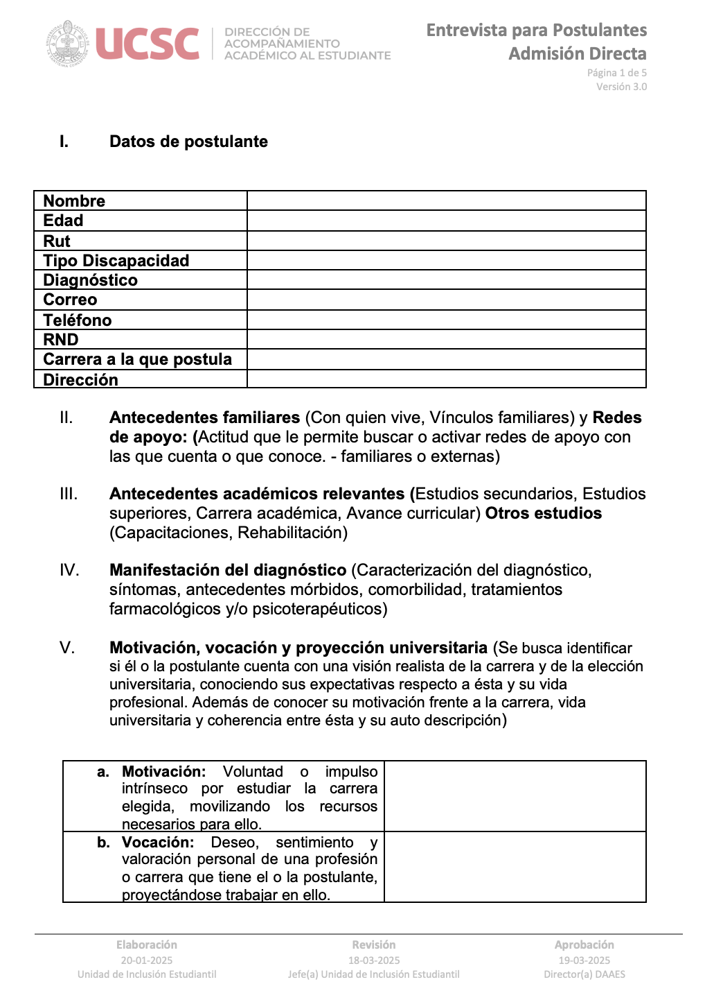 UCSC
DIRECCIÓN DE
ACOMPAÑAMIENTO
ACADÉMICO AL ESTUDIANTE
Entrevista para Postulantes
Admisión Directa
Página 1 de 5
Versión 3.0
I. Datos de postulante
Nombre
Edad
Rut
Tipo Discapacidad
Diagnóstico
Correo
Teléfono
RND
Carrera a la que postula
Dirección
II. Antecedentes familiares (Con quien vive, Vínculos familiares) y Redes
de apoyo: (Actitud que le permite buscar o activar redes de apoyo con
las que cuenta o que conoce. - familiares o externas)
III. Antecedentes académicos relevantes (Estudios secundarios, Estudios
superiores, Carrera académica, Avance curricular) Otros estudios
(Capacitaciones, Rehabilitación)
IV. Manifestación del diagnóstico (Caracterización del diagnóstico,
síntomas, antecedentes mórbidos, comorbilidad, tratamientos
farmacológicos y/o psicoterapéuticos)
V. Motivación, vocación y proyección universitaria (Se busca identificar
si él o la postulante cuenta con una visión realista de la carrera y de la elección
universitaria, conociendo sus expectativas respecto a ésta y su vida
profesional. Además de conocer su motivación frente a la carrera, vida
universitaria y coherencia entre ésta y su auto descripción)
a. Motivación: Voluntad o impulso
intrínseco por estudiar la carrera
elegida, movilizando los recursos
necesarios para ello.
b. Vocación: Deseo, sentimiento y
valoración personal de una profesión
o carrera que tiene el o la postulante,
proyectándose trabajar en ello.
Elaboración
20-01-2025
Unidad de Inclusión Estudiantil
Revisión
18-03-2025
Jefe(a) Unidad de Inclusión Estudiantil
Aprobación
19-03-2025
Director(a) DAAES